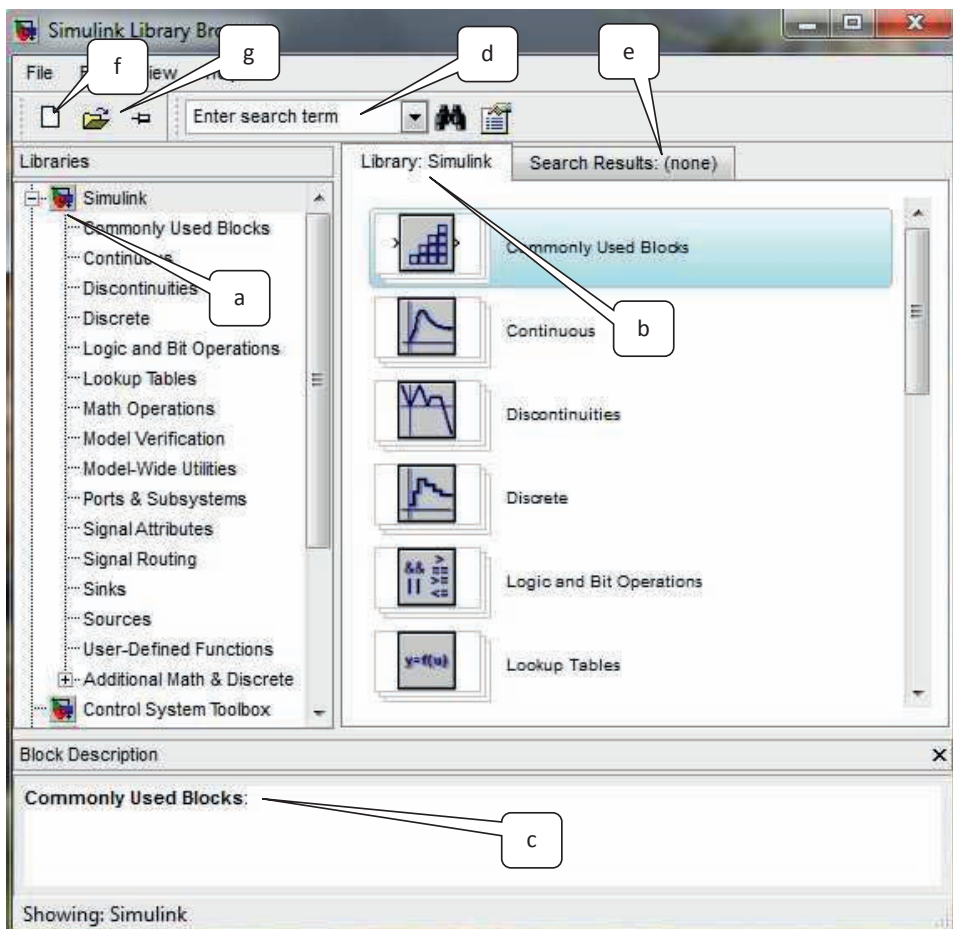 Simulink Library Bro
f
g
d
e
File
iew
Enter search term
Libraries
Library: Simulink
Search Results: (none)
Simulink
Commonly Used Blocks
Continuous
Discontinuities
Discrete
Logic and Bit Operations
Lookup Tables
Math Operations
Model Verification
Model-Wide Utilities
Ports & Subsystems
Signal Attributes
Signal Routing
Sinks
Sources
User-Defined Functions
Additional Math & Discrete
Control System Toolbox
a
Commonly Used Blocks
Continuous
b
Discontinuities
Discrete
&& > ==
|| >= <=
Logic and Bit Operations
y=f(u)
Lookup Tables
Block Description
Commonly Used Blocks:
c
Showing: Simulink